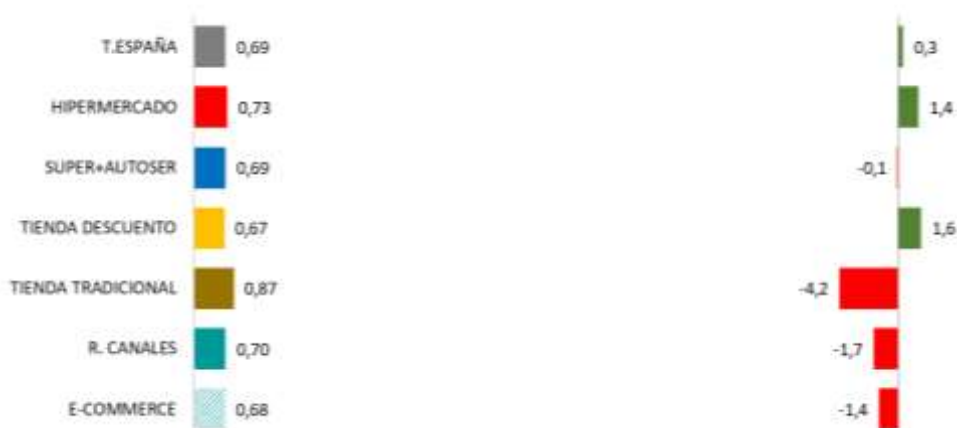 T.ESPAÑA 0,69 0,3
HIPERMERCADO 0,73 1,4
SUPER+AUTOSER 0,69 -0,1
TIENDA DESCUENTO 0,67 1,6
TIENDA TRADICIONAL 0,87 -4,2
R. CANALES 0,70 -1,7
E-COMMERCE 0,68 -1,4